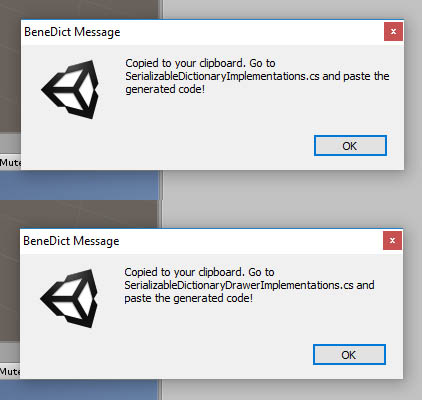 BeneDict Message
x
Copied to your clipboard. Go to
SerializableDictionaryImplementations.cs and paste the
generated code!
OK
Mute
BeneDict Message
x
Copied to your clipboard. Go to
SerializableDictionaryDrawerImplementations.cs and
paste the generated code!
OK
Mute